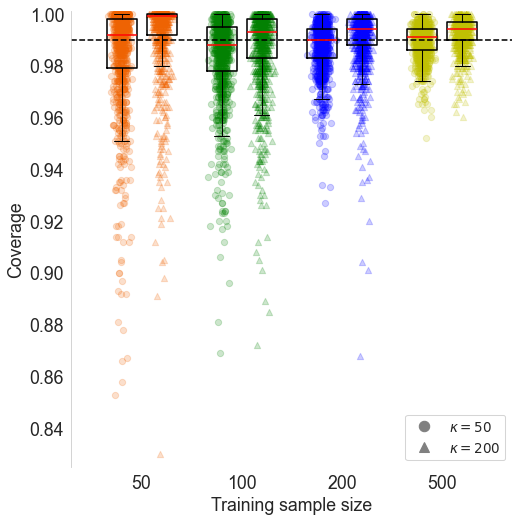 1.00
0.98
0.96
0.94
0.92
0.90
0.88
0.86
0.84
Coverage
κ = 50
κ = 200
50 100 200 500
Training sample size